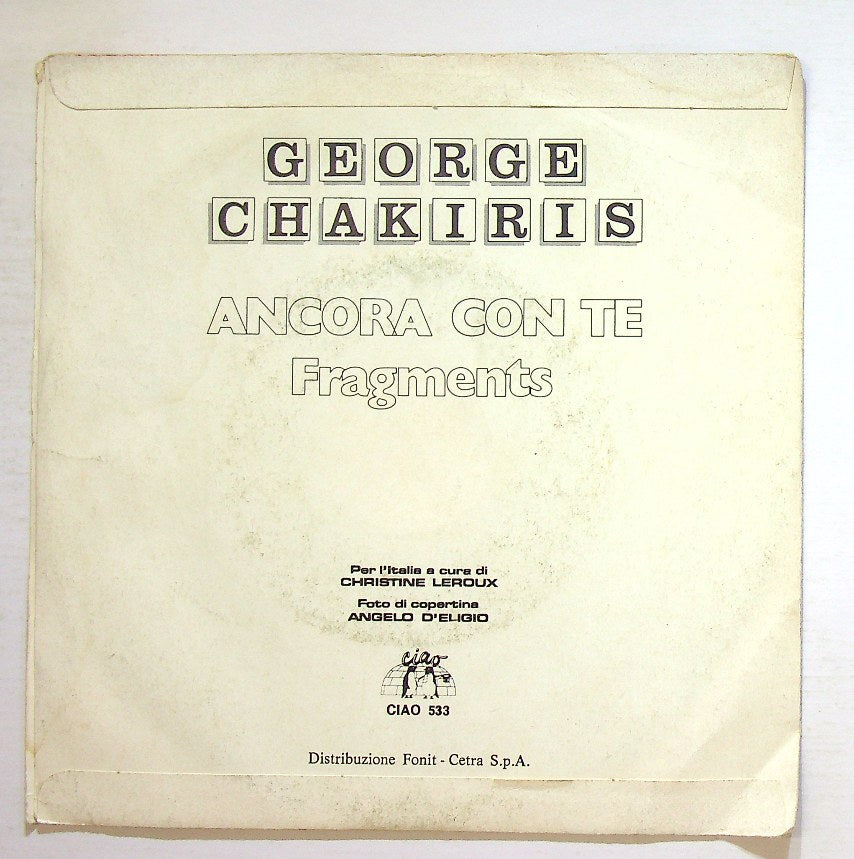 GEORGE
CHAKIRIS
ANCORA CON TE
Fragments
Per l'Italia a cura di
CHRISTINE LEROUX
Foto di copertina
ANGELO D'ELIGIO
ciao
CIAO 533
Distribuzione Fonit - Cetra S.p.A.